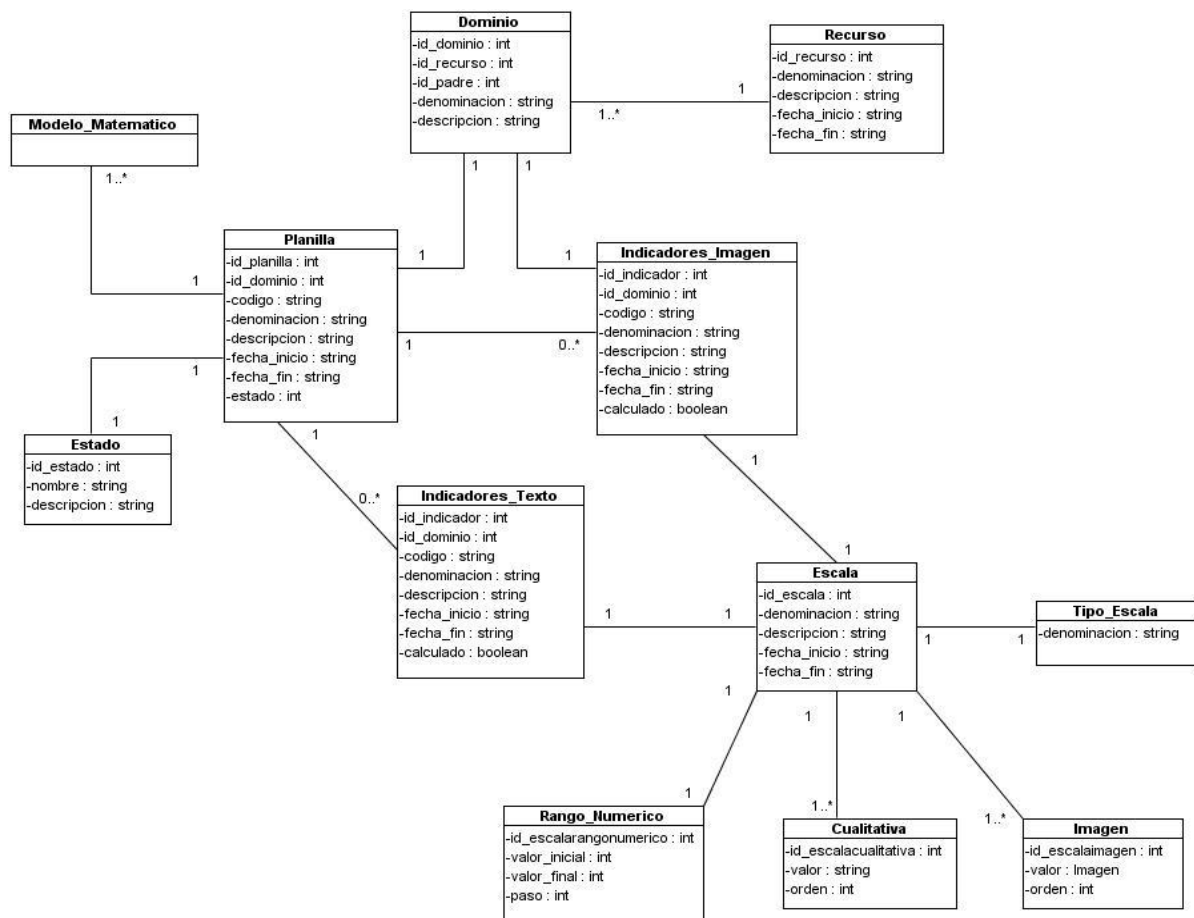 Dominio
-id_dominio : int
-id_recurso : int
-id_padre : int
-denominacion : string
-descripcion : string
1..*
1
Recurso
-id_recurso : int
-denominacion : string
-descripcion : string
-fecha_inicio : string
-fecha_fin : string
Modelo_Matematico
1..*
1
1
1
Planilla
-id_planilla : int
-id_dominio : int
-codigo : string
-denominacion : string
-descripcion : string
-fecha_inicio : string
-fecha_fin : string
-estado : int
1
1
1
0..*
Indicadores_Imagen
-id_indicador : int
-id_dominio : int
-codigo : string
-denominacion : string
-descripcion : string
-fecha_inicio : string
-fecha_fin : string
-calculado : boolean
1
1
1
Estado
-id_estado : int
-nombre : string
-descripcion : string
1
0..*
Indicadores_Texto
-id_indicador : int
-id_dominio : int
-codigo : string
-denominacion : string
-descripcion : string
-fecha_inicio : string
-fecha_fin : string
-calculado : boolean
1
1
1
1
Escala
-id_escala : int
-denominacion : string
-descripcion : string
-fecha_inicio : string
-fecha_fin : string
1
1
Tipo_Escala
-denominacion : string
1
1
1
1
1..*
1..*
Rango_Numerico
-id_escalarangonumerico : int
-valor_inicial : int
-valor_final : int
-paso : int
Cualitativa
-id_escalacualitativa : int
-valor : string
-orden : int
Imagen
-id_escalaimagen : int
-valor : Imagen
-orden : int